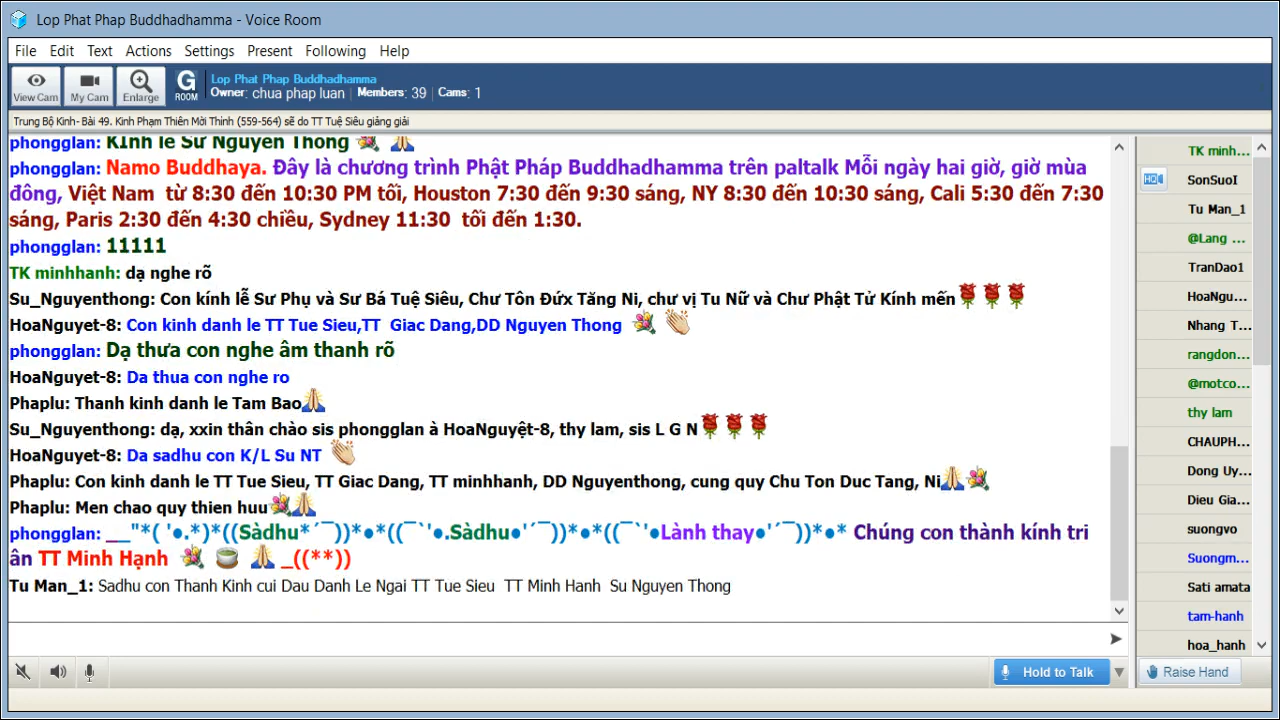 Lop Phat Phap Buddhadhamma - Voice Room
File Edit Text Actions Settings Present Following Help
View Cam My Cam Enlarge G ROOM
Lop Phat Phap Buddhadhamma
Owner: chua phap luan Members: 39 Cams: 1
Trung Bộ Kinh- Bài 49. Kinh Phạm Thiên Mời Thỉnh (559-564) sẽ do TT Tuệ Siêu giảng giải
phongglan: KInh le Sư Nguyen Thong
phongglan: Namo Buddhaya. Đây là chương trình Phật Pháp Buddhadhamma trên paltalk Mỗi ngày hai giờ, giờ mùa
đông, Việt Nam từ 8:30 đến 10:30 PM tối, Houston 7:30 đến 9:30 sáng, NY 8:30 đến 10:30 sáng, Cali 5:30 đến 7:30
sáng, Paris 2:30 đến 4:30 chiều, Sydney 11:30 tối đến 1:30.
phongglan: 11111
TK minhhanh: dạ nghe rõ
Su_Nguyenthong: Con kính lễ Sư Phụ và Sư Bá Tuệ Siêu, Chư Tôn Đứx Tăng Ni, chư vị Tu Nữ và Chư Phật Tử Kính mến
HoaNguyet-8: Con kinh danh le TT Tue Sieu,TT Giac Dang,DD Nguyen Thong
phongglan: Dạ thưa con nghe âm thanh rõ
HoaNguyet-8: Da thua con nghe ro
Phaplu: Thanh kinh danh le Tam Bao
Su_Nguyenthong: dạ, xxin thân chào sis phongglan à HoaNguyệt-8, thy lam, sis L G N
HoaNguyet-8: Da sadhu con K/L Su NT
Phaplu: Con kinh danh le TT Tue Sieu, TT Giac Dang, TT minhhanh, DD Nguyenthong, cung quy Chu Ton Duc Tang, Ni
Phaplu: Men chao quy thien huu
phongglan: __"*( '●.*)*((Sàdhu*´¯))*●*((¯`'●.Sàdhu●'´¯))*●*((¯`'●Lành thay●'´¯))*●* Chúng con thành kính tri
ân TT Minh Hạnh _((**))
Tu Man_1: Sadhu con Thanh Kinh cui Dau Danh Le Ngai TT Tue Sieu TT Minh Hanh Su Nguyen Thong
TK minh...
HQ SonSuoI
Tu Man_1
@Lang ...
TranDao1
HoaNgu...
Nhang T...
rangdon...
@motco...
thy lam
CHAUPH...
Dong Uy...
Dieu Gia...
suongvo
Suongm...
Sati amata
tam-hanh
hoa_hanh
Hold to Talk
Raise Hand